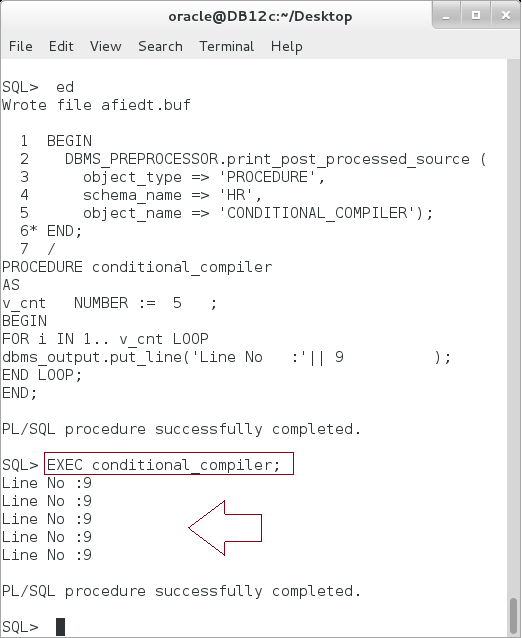 oracle@DB12c:~/Desktop
File Edit View Search Terminal Help
SQL>  ed
Wrote file afiedt.buf
  1  BEGIN
  2    DBMS_PREPROCESSOR.print_post_processed_source (
  3      object_type => 'PROCEDURE',
  4      schema_name => 'HR',
  5      object_name => 'CONDITIONAL_COMPILER');
  6* END;
  7  /
PROCEDURE conditional_compiler
AS
v_cnt   NUMBER :=  5   ;
BEGIN
FOR i IN 1.. v_cnt LOOP
dbms_output.put_line('Line No   :'|| 9          );
END LOOP;
END;
PL/SQL procedure successfully completed.
SQL> EXEC conditional_compiler;
Line No :9
Line No :9
Line No :9
Line No :9
Line No :9
PL/SQL procedure successfully completed.
SQL>